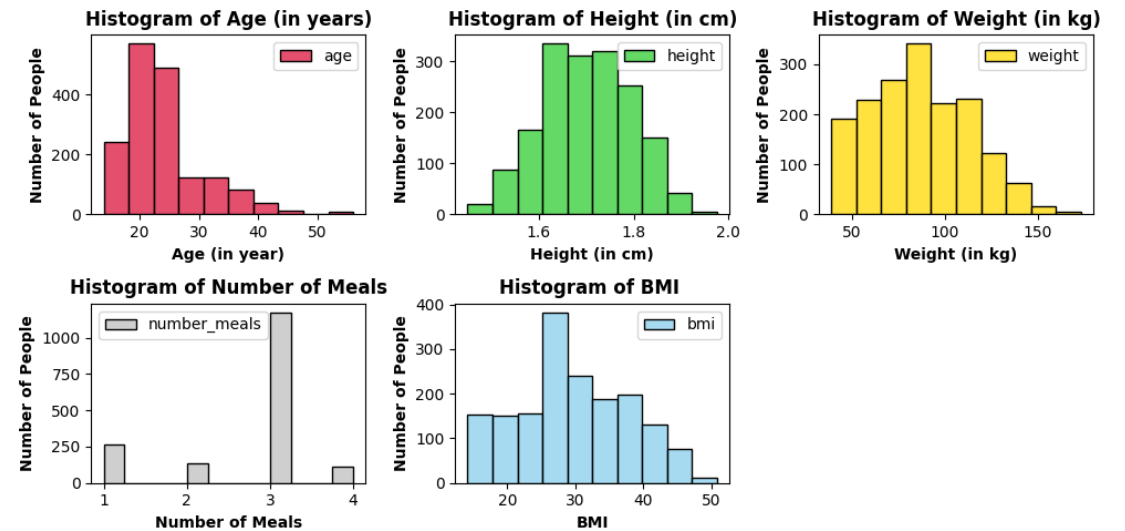 Histogram of Age (in years)
Number of People
400
200
0
age
20 30 40 50
Age (in year)
Histogram of Height (in cm)
Number of People
300
200
100
0
height
1.6 1.8 2.0
Height (in cm)
Histogram of Weight (in kg)
Number of People
300
200
100
0
weight
50 100 150
Weight (in kg)
Histogram of Number of Meals
Number of People
1000
750
500
250
0
number_meals
1 2 3 4
Number of Meals
Histogram of BMI
Number of People
400
300
200
100
0
bmi
20 30 40 50
BMI